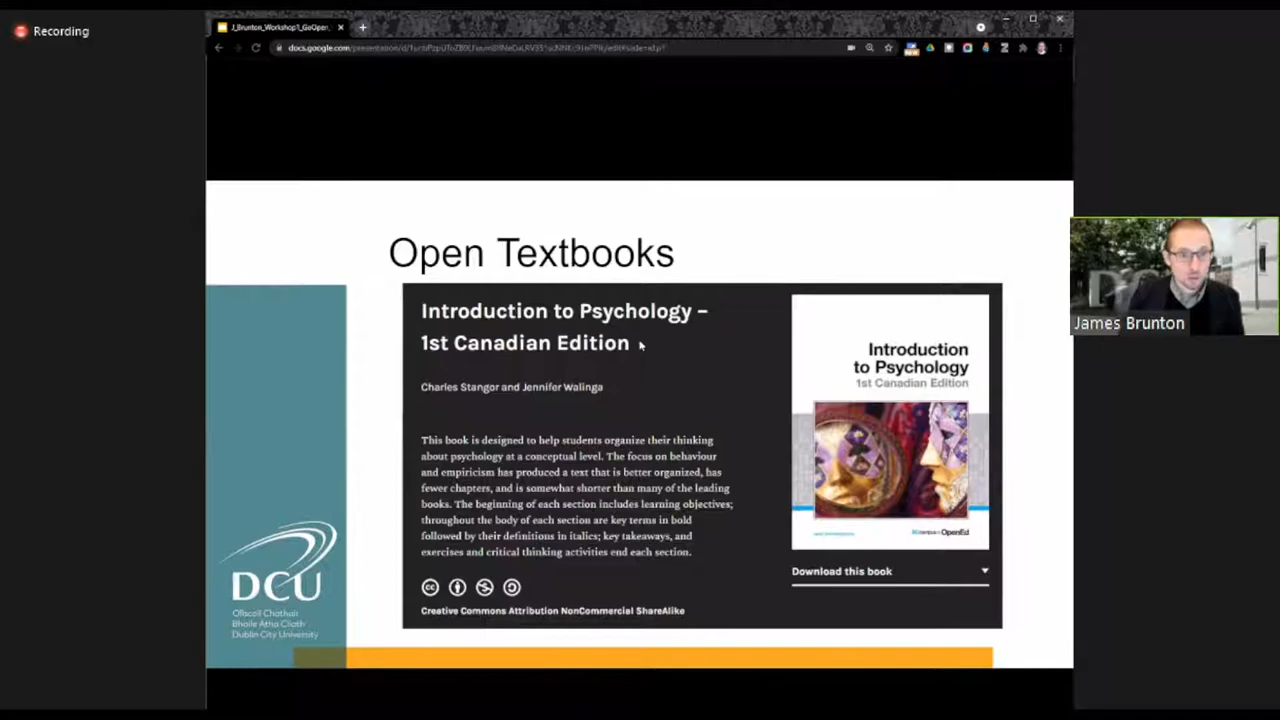 Recording
J_Brunton_Workshop1_GoOpen_
docs.google.com/presentation/d/
Open Textbooks
Introduction to Psychology –
1st Canadian Edition
Charles Stangor and Jennifer Walinga
This book is designed to help students organize their thinking
about psychology at a conceptual level. The focus on behaviour
and empiricism has produced a text that is better organized, has
fewer chapters, and is somewhat shorter than many of the leading
books. The beginning of each section includes learning objectives;
throughout the body of each section are key terms in bold
followed by their definitions in italics; key takeaways, and
exercises and critical thinking activities end each section.
Creative Commons Attribution NonCommercial ShareAlike
Introduction
to Psychology
1st Canadian Edition
OpenEd
Download this book
DCU
Ollscoil Chathair
Bhaile Átha Cliath
Dublin City University
James Brunton